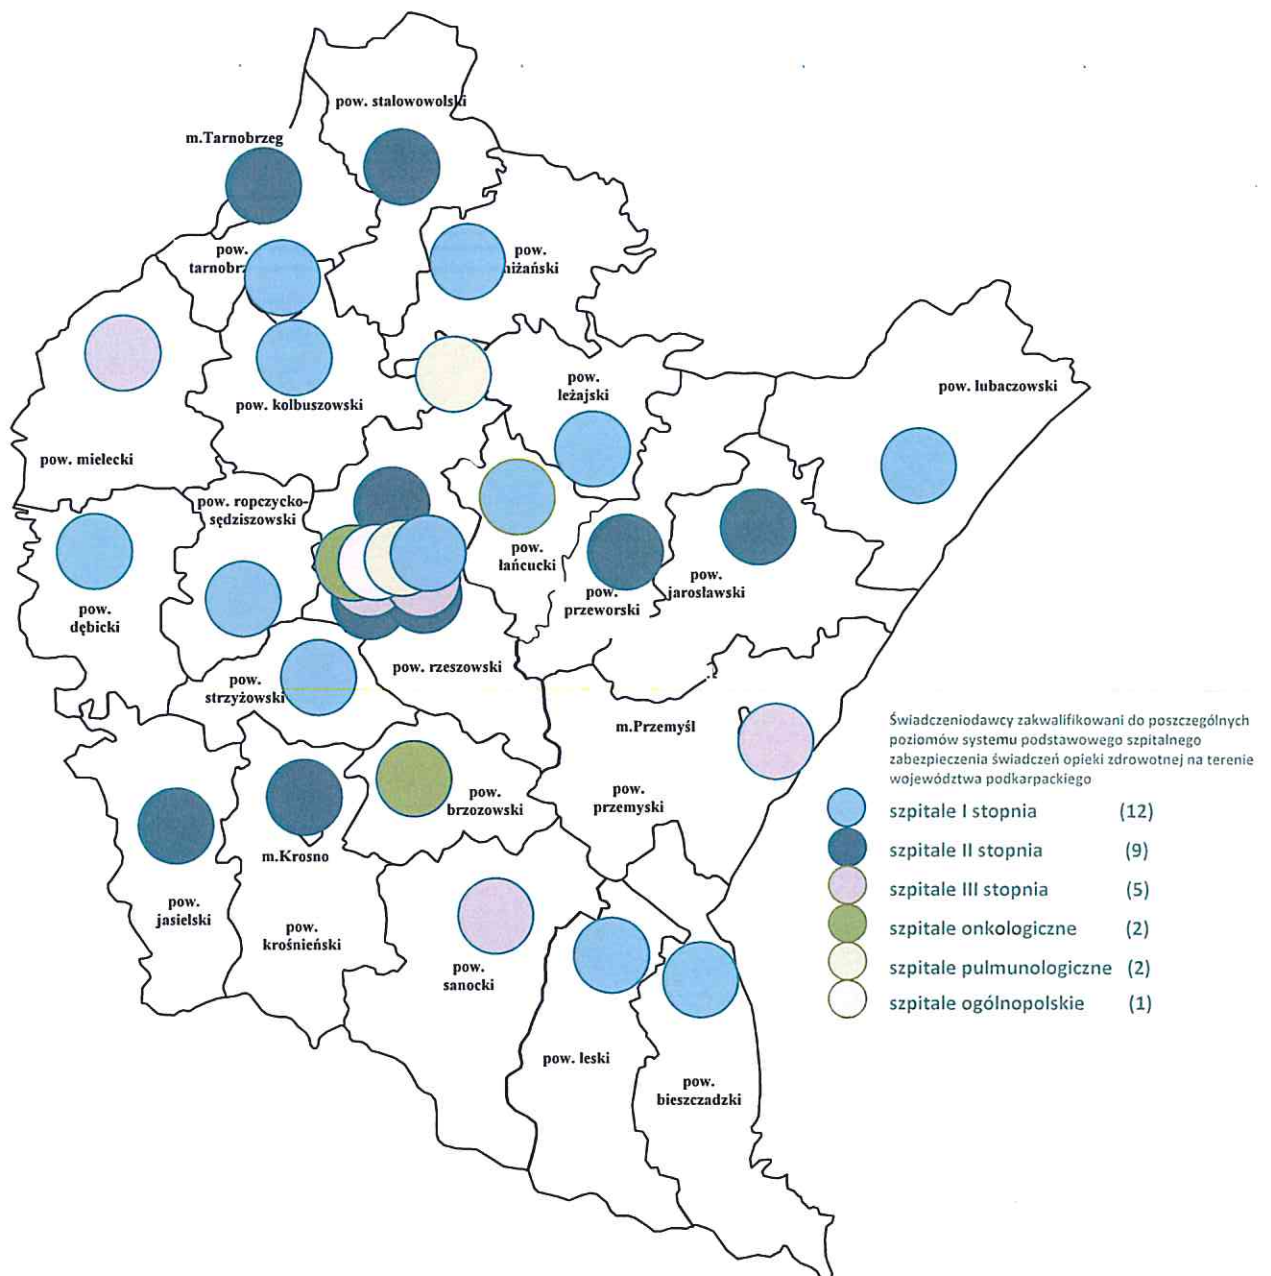 pow. stalowowolski
m.Tarnobrzeg
pow.
tarnobrz
pow.
niżański
pow. kolbuszowski
pow.
leżajski
pow. lubaczowski
pow. mielecki
pow. ropczycko-
sędziszowski
pow.
łańcucki
pow.
dębicki
pow.
przeworski
pow.
jarosławski
pow. rzeszowski
pow.
strzyżowski
m.Przemyśl
pow.
przemyski
pow.
brzozowski
m.Krosno
pow.
jasielski
pow.
krośnieński
pow.
sanocki
pow. leski
pow.
bieszczadzki
Świadczeniodawcy zakwalifikowani do poszczególnych
poziomów systemu podstawowego szpitalnego
zabezpieczenia świadczeń opieki zdrowotnej na terenie
województwa podkarpackiego
szpitale I stopnia (12)
szpitale II stopnia (9)
szpitale III stopnia (5)
szpitale onkologiczne (2)
szpitale pulmunologiczne (2)
szpitale ogólnopolskie (1)